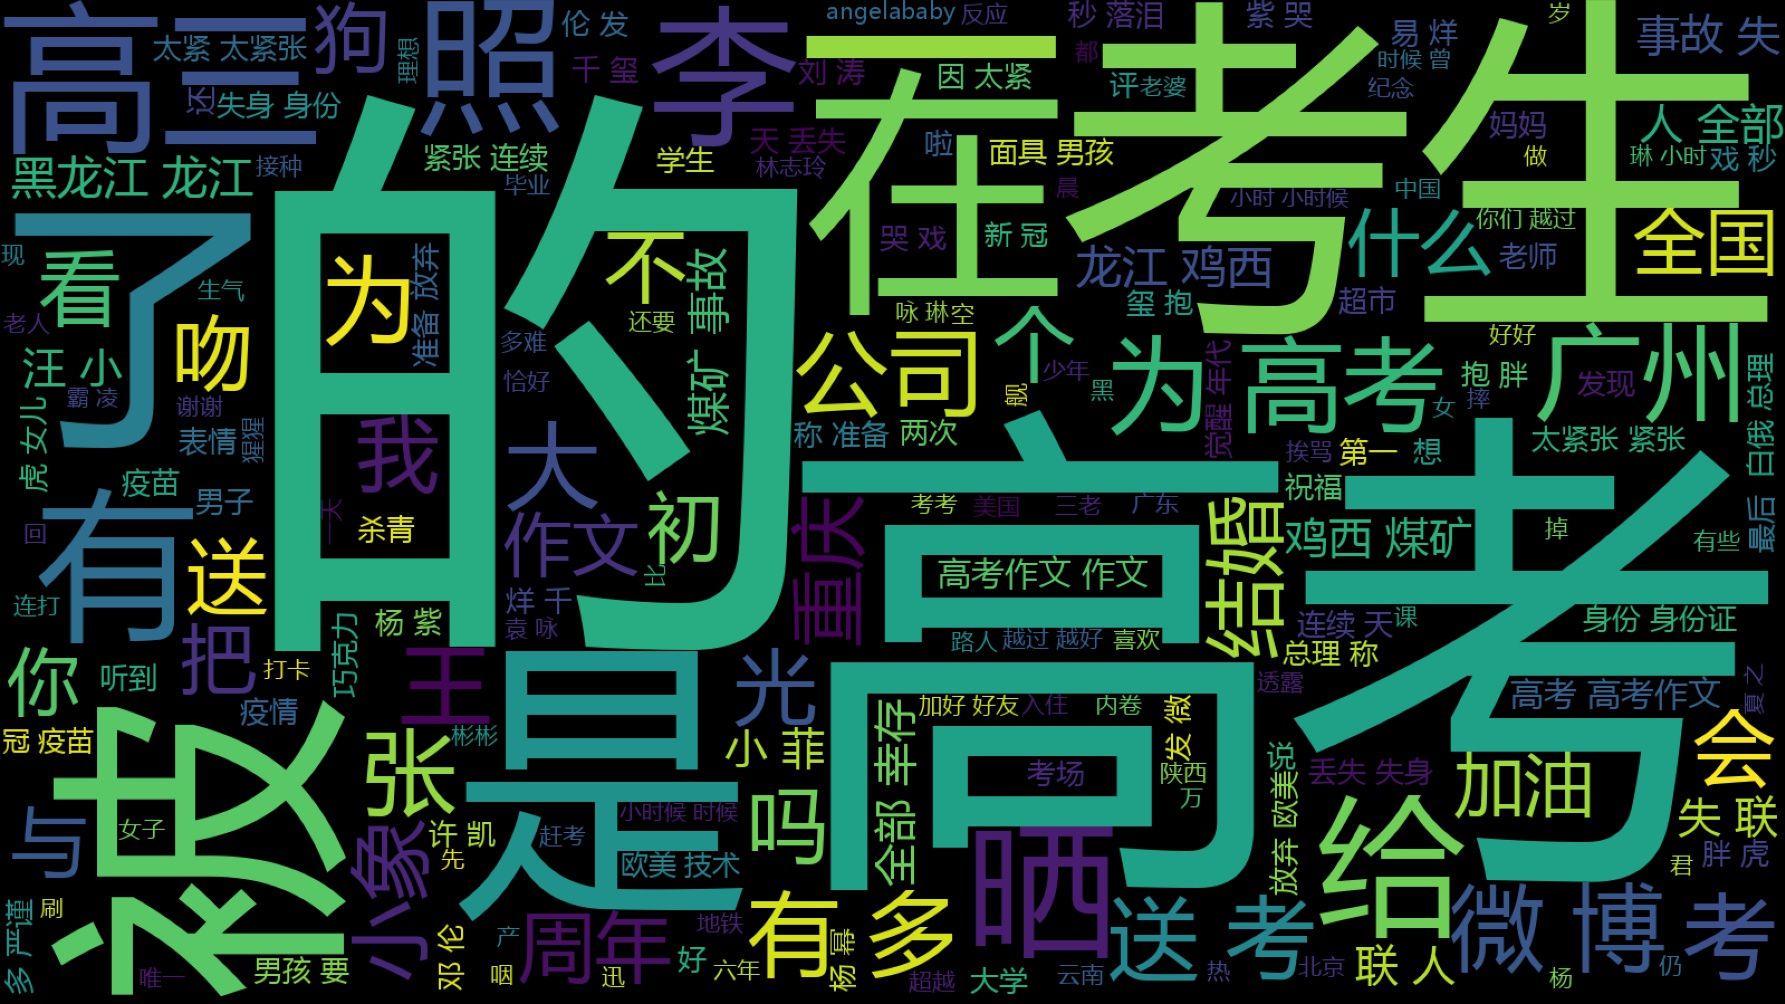 高三
太紧 太紧张
狗
理想
照
伦 发
千 玺
李
angelababy
反应
刘 涛
因 太紧
秒 落泪
都
评
老婆
紫 哭
易 烊
时候 曾
纪念
岁
事故 失
失身 身份
还
黑龙江 龙江
接种
紧张 连续
毕业
学生
天 丢失
林志玲
在
啦
面具 男孩
晨
考生
小时 小时候
中国
妈妈
做
人 全部
琳 小时
戏 秒
了
现
看
生气
老人
吻
的
为
准备 放弃
不
还要
煤矿 事故
多难
恰好
哭 戏
新 冠
咏 琳
空
龙江 鸡西
玺 抱
什么
超市
你们 越过
老师
全国
好好
汪 小
霸 凌
谢谢
虎 女儿
表情
猩猩
公司
个
舰
少年
黑
为
觉醒 年代
高考
女
抱 胖
摔
广州
发现
白俄 总理
称 准备
两次
挨骂
第一
想
太紧张 紧张
疫苗
男子
回
有
连打
送
一天
我
杀青
大
作文
初
比
考考
美国
三老
广东
重庆
结婚
祝福
鸡西 煤矿
掉
有些
最后
高考
高考作文 作文
烊 千
袁 咏
杨 紫
路人
越过 越好
喜欢
连续 天
课
身份 身份证
总理 称
你
听到
把
打卡
巧克力
疫情
王
彬彬
是
光
小 菲
加好 好友
入住
内卷
发 微
透露
高考 高考作文
夏 之
冠 疫苗
被
女子
与
张
许 凯
先
小象
小时候 时候
赶考
欧美 技术
吗
全部 幸存
考场
陕西
万
说
放弃 欧美
丢失 失身
加油
会
失 联
君
胖 虎
晒
给
多 严谨
刷
唯一
男孩 要
邓 伦
产
咽
周年
迅
地铁
好
六年
有 多
杨 幂
超越
大学
云南
送 考
热
北京
联 人
微 博
杨
仍
考